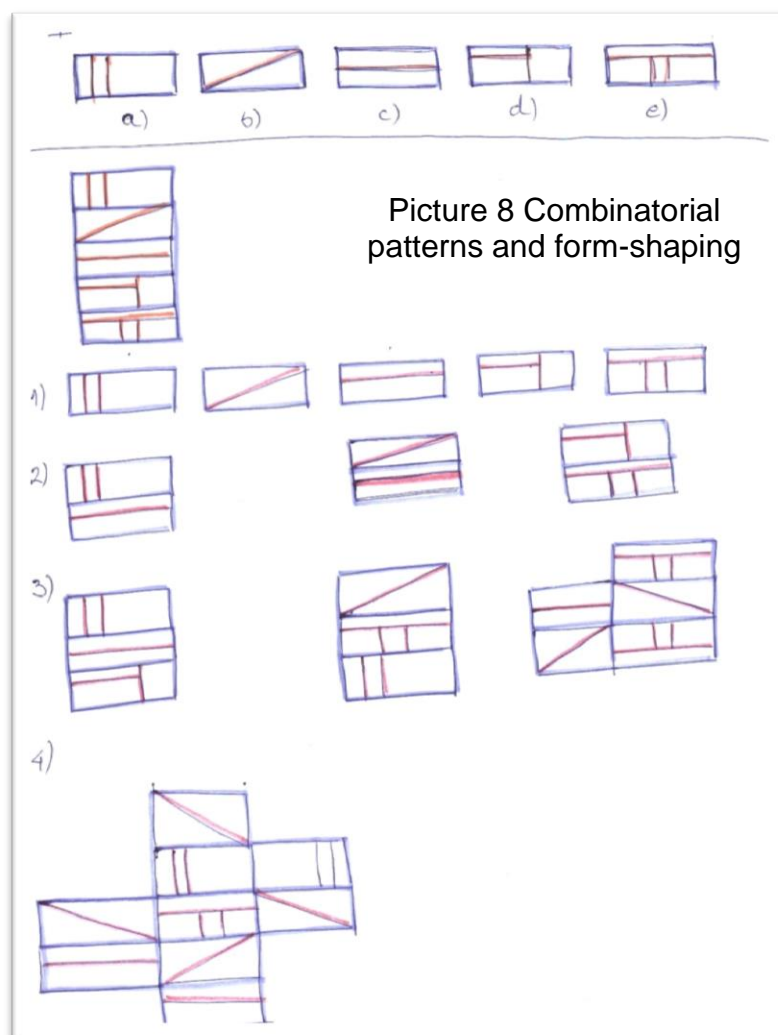 a) b) c) d) e)
Picture 8 Combinatorial
patterns and form-shaping
1)
2)
3)
4)